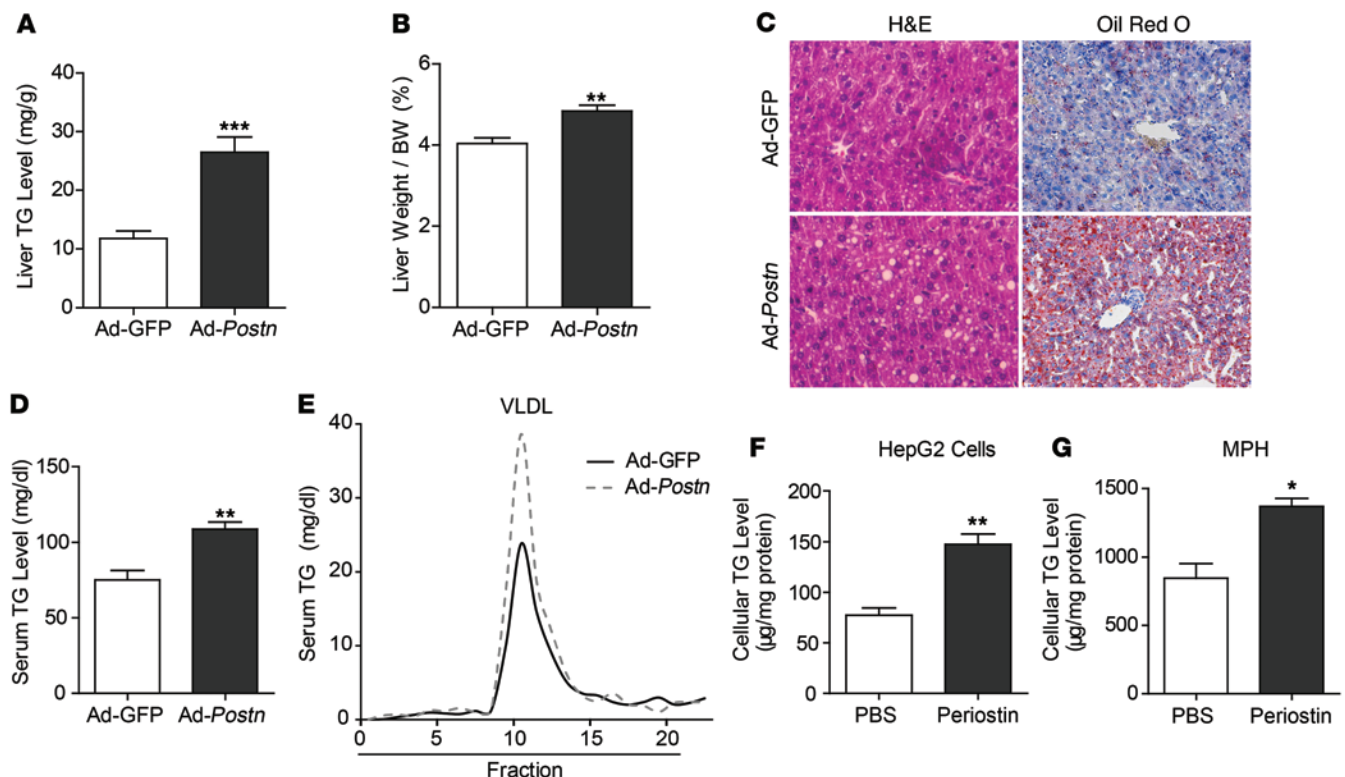 A
Liver TG Level (mg/g)
40
30
20
10
0
***
Ad-GFP
Ad-Postn
B
Liver Weight / BW (%)
6
4
2
0
**
Ad-GFP
Ad-Postn
C
H&E
Oil Red O
Ad-GFP
Ad-Postn
D
Serum TG Level (mg/dl)
150
100
50
0
**
Ad-GFP
Ad-Postn
E
VLDL
Serum TG (mg/dl)
40
30
20
10
0
Ad-GFP
Ad-Postn
0
5
10
15
20
Fraction
F
HepG2 Cells
Cellular TG Level
(µg/mg protein)
200
150
100
50
0
**
PBS
Periostin
G
MPH
Cellular TG Level
(µg/mg protein)
1500
1000
500
0
*
PBS
Periostin